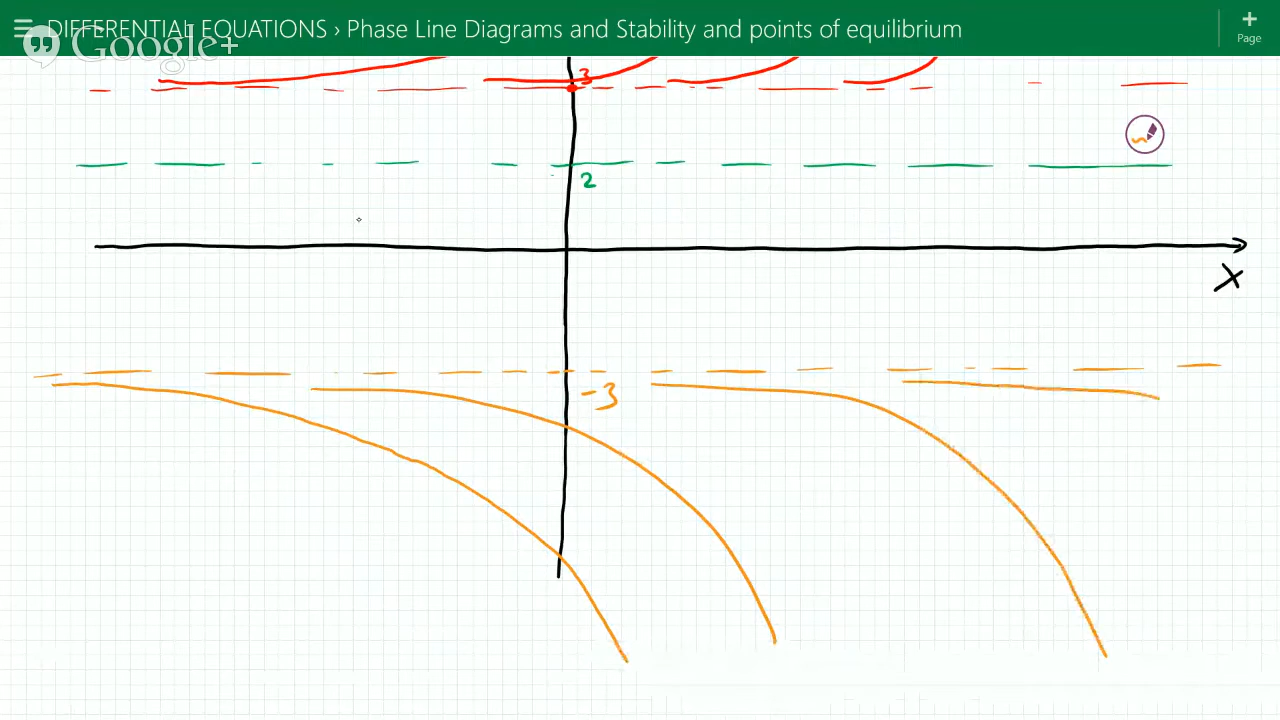 DIFFERENTIAL EQUATIONS › Phase Line Diagrams and Stability and points of equilibrium
Google+
Page
3
2
X
-3